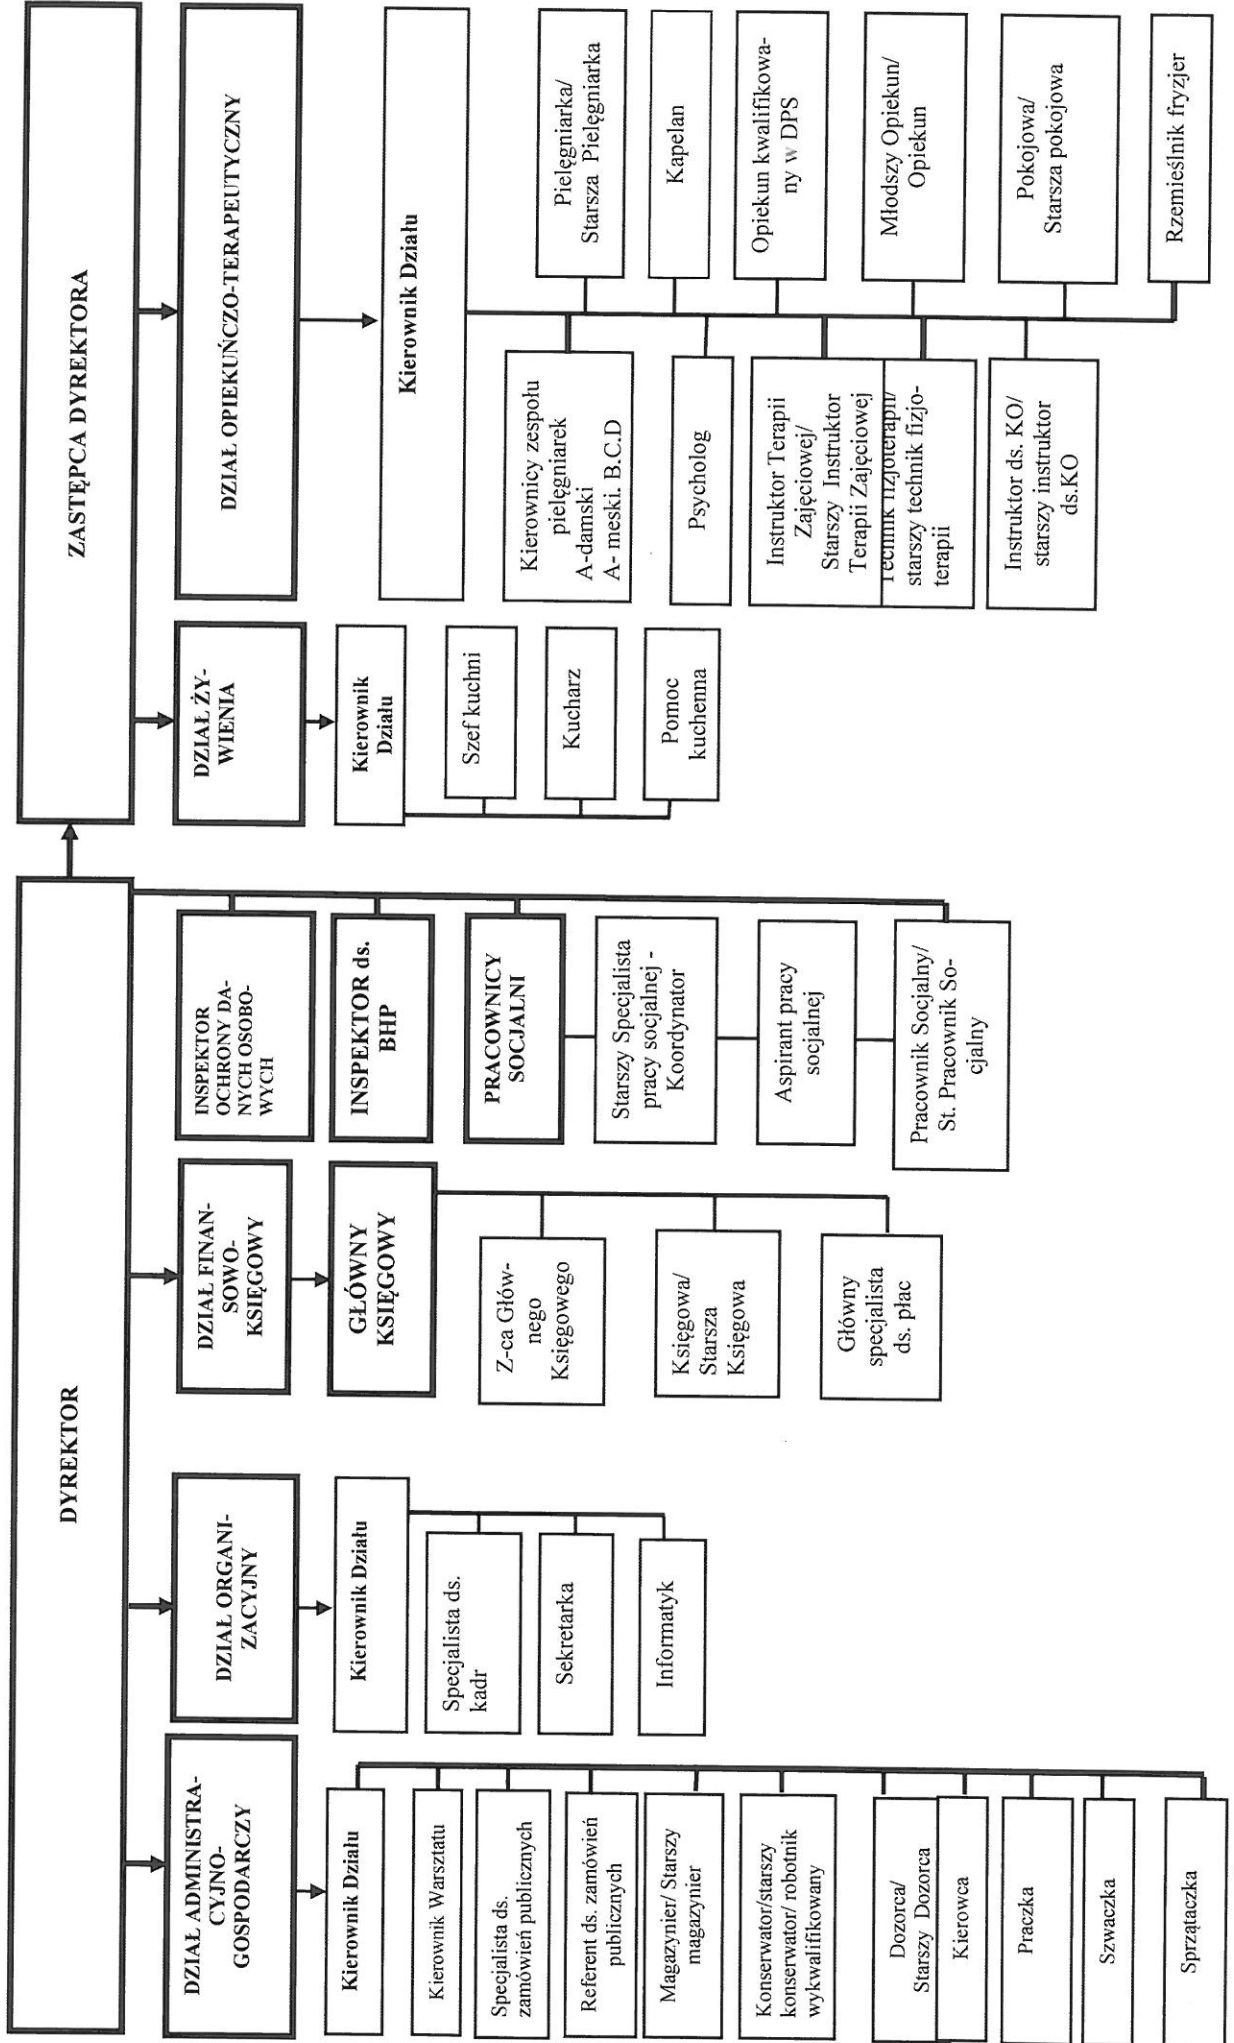 DYREKTOR
ZASTĘPCA DYREKTORA
DZIAŁ ADMINISTRA-
CYJNO-
GOSPODARCZY
Kierownik Działu
Kierownik Warsztatu
Specjalista ds.
zamówień publicznych
Referent ds. zamówień
publicznych
Magazynier/ Starszy
magazynier
Konserwator/starszy
konserwator/ robotnik
wykwalifikowany
Dozorca/
Starszy Dozorca
Kierowca
Praczka
Szwaczka
Sprzątaczka
DZIAŁ ORGANI-
ZACYJNY
Kierownik Działu
Specjalista ds.
kadr
Sekretarka
Informatyk
DZIAŁ FINAN-
SOWO-
KSIĘGOWY
GŁÓWNY
KSIĘGOWY
Z-ca Głów-
nego
Księgowego
Księgowa/
Starsza
Księgowa
Główny
specjalista
ds. płac
INSPEKTOR
OCHRONY DA-
NYCH OSOBO-
WYCH
INSPEKTOR ds.
BHP
PRACOWNICY
SOCJALNI
Starszy Specjalista
pracy socjalnej -
Koordynator
Aspirant pracy
socjalnej
Pracownik Socjalny/
St. Pracownik So-
cjalny
DZIAŁ ŻY-
WIENIA
Kierownik
Działu
Szef kuchni
Kucharz
Pomoc
kuchenna
DZIAŁ OPIEKUŃCZO-TERAPEUTYCZNY
Kierownik Działu
Kierownicy zespołu
pielęgniarek
A-damski
A- meski. B.C.D
Psycholog
Instruktor Terapii
Zajęciowej/
Starszy Instruktor
Terapii Zajęciowej
Technik fizjoterapii/
starszy technik fizjo-
terapii
Instruktor ds. KO/
starszy instruktor
ds.KO
Pielęgniarka/
Starsza Pielęgniarka
Kapelan
Opiekun kwalifikowa-
ny w DPS
Młodszy Opiekun/
Opiekun
Pokojowa/
Starsza pokojowa
Rzemieślnik fryzjer